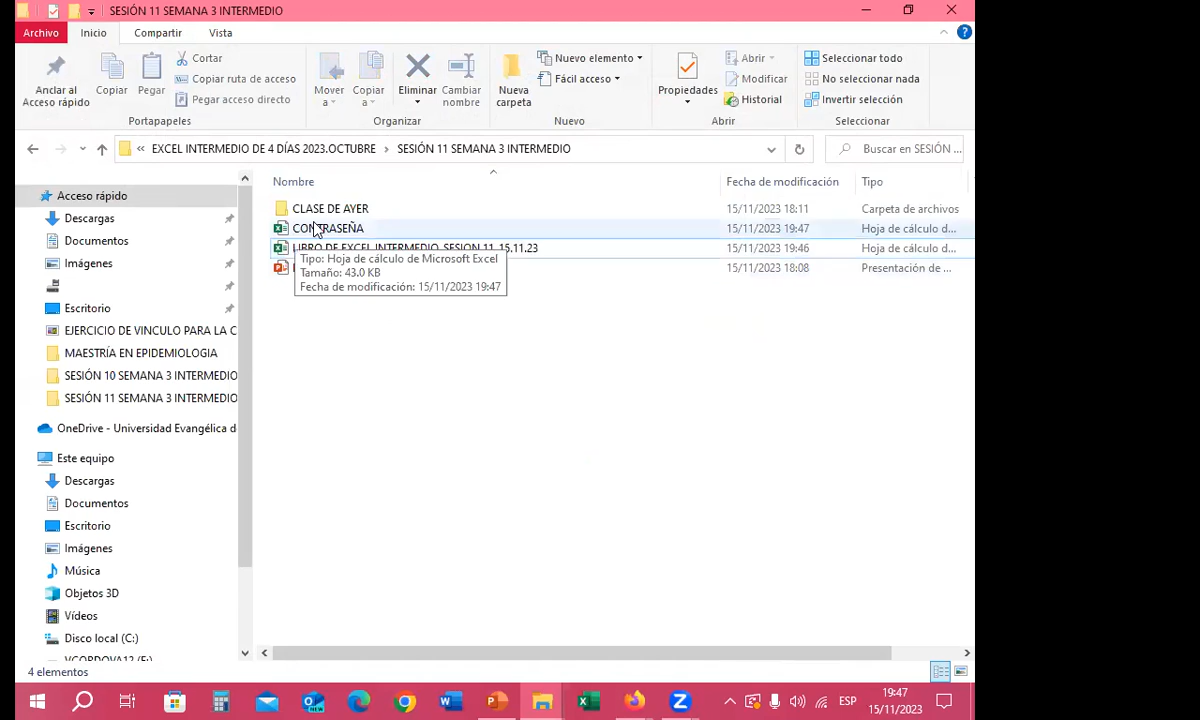 SESIÓN 11 SEMANA 3 INTERMEDIO
Archivo Inicio Compartir Vista
Anclar al Acceso rápido
Copiar
Pegar
Cortar
Copiar ruta de acceso
Pegar acceso directo
Portapapeles
Mover a
Copiar a
Eliminar
Cambiar nombre
Organizar
Nueva carpeta
Nuevo elemento
Fácil acceso
Nuevo
Propiedades
Abrir
Modificar
Historial
Abrir
Seleccionar todo
No seleccionar nada
Invertir selección
Seleccionar
« EXCEL INTERMEDIO DE 4 DÍAS 2023.OCTUBRE > SESIÓN 11 SEMANA 3 INTERMEDIO
Buscar en SESIÓN ...
Acceso rápido
Descargas
Documentos
Imágenes
Escritorio
EJERCICIO DE VINCULO PARA LA C
MAESTRÍA EN EPIDEMIOLOGIA
SESIÓN 10 SEMANA 3 INTERMEDIO
SESIÓN 11 SEMANA 3 INTERMEDIO
OneDrive - Universidad Evangélica de
Este equipo
Descargas
Documentos
Escritorio
Imágenes
Música
Objetos 3D
Vídeos
Disco local (C:)
VCORDOVA12 (E:)
Nombre Fecha de modificación Tipo
CLASE DE AYER 15/11/2023 18:11 Carpeta de archivos
CONTRASEÑA 15/11/2023 19:47 Hoja de cálculo d...
LIBRO DE EXCEL INTERMEDIO SESION 11 15.11.23 15/11/2023 19:46 Hoja de cálculo d...
15/11/2023 18:08 Presentación de ...
Tipo: Hoja de cálculo de Microsoft Excel
Tamaño: 43.0 KB
Fecha de modificación: 15/11/2023 19:47
4 elementos
ESP
19:47
15/11/2023